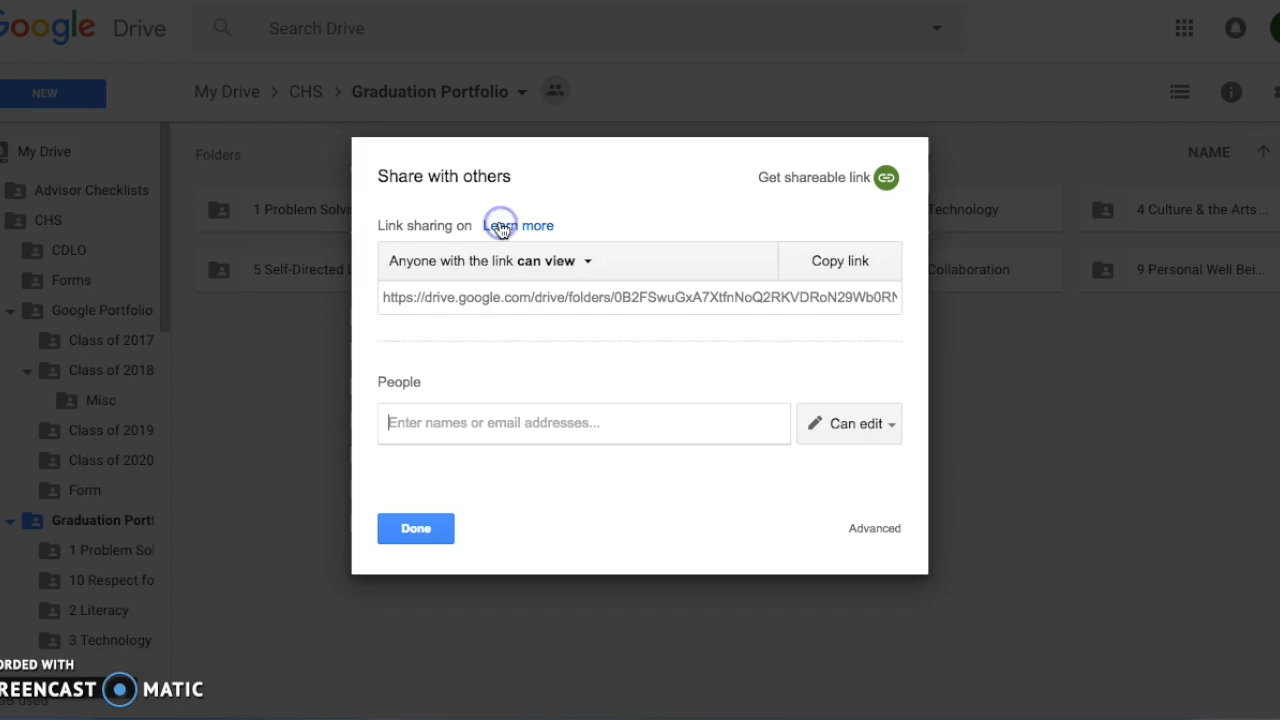 Google Drive
Search Drive
NEW
My Drive > CHS > Graduation Portfolio
My Drive
Advisor Checklists
CHS
CDLO
Forms
Google Portfolio
Class of 2017
Class of 2018
Misc
Class of 2019
Class of 2020
Form
Graduation Port
1 Problem Sol
10 Respect fo
2 Literacy
3 Technology
Folders
NAME
1 Problem Solvi
Technology
4 Culture & the Arts...
5 Self-Directed L
Collaboration
9 Personal Well Bei...
Share with others
Get shareable link
Link sharing on Learn more
Anyone with the link can view
Copy link
https://drive.google.com/drive/folders/0B2FSwuGxA7XtfnNoQ2RKVDRoN29Wb0RN
People
Enter names or email addresses...
Can edit
Done
Advanced
ORDED WITH
REENCAST MATIC